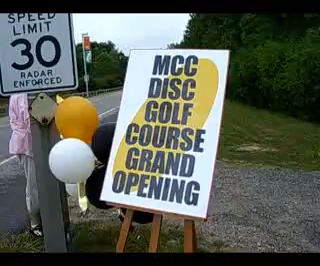 SPEED
LIMIT
30
RADAR
ENFORCED
MCC
DISC
GOLF
COURSE
GRAND
OPENING